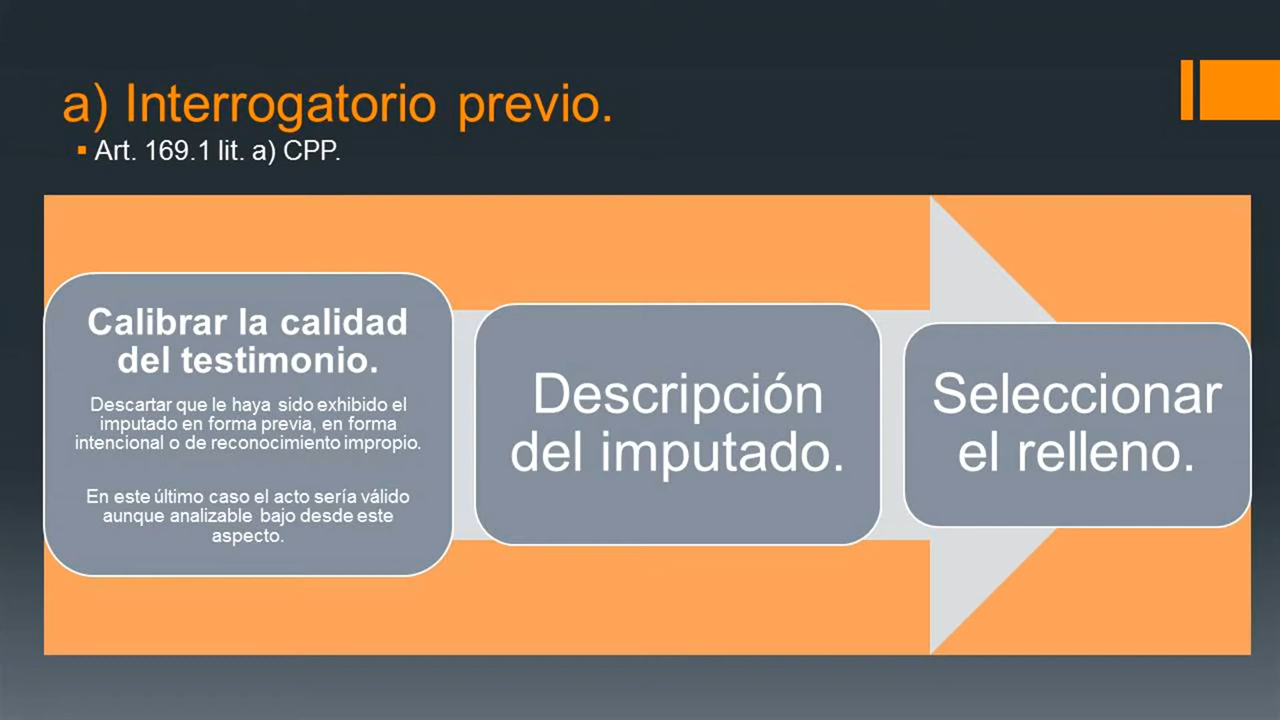 a) Interrogatorio previo.
▪ Art. 169.1 lit. a) CPP.
Calibrar la calidad
del testimonio.
Descartar que le haya sido exhibido el
imputado en forma previa, en forma
intencional o de reconocimiento impropio.
En este último caso el acto sería válido
aunque analizable bajo desde este
aspecto.
Descripción
del imputado.
Seleccionar
el relleno.